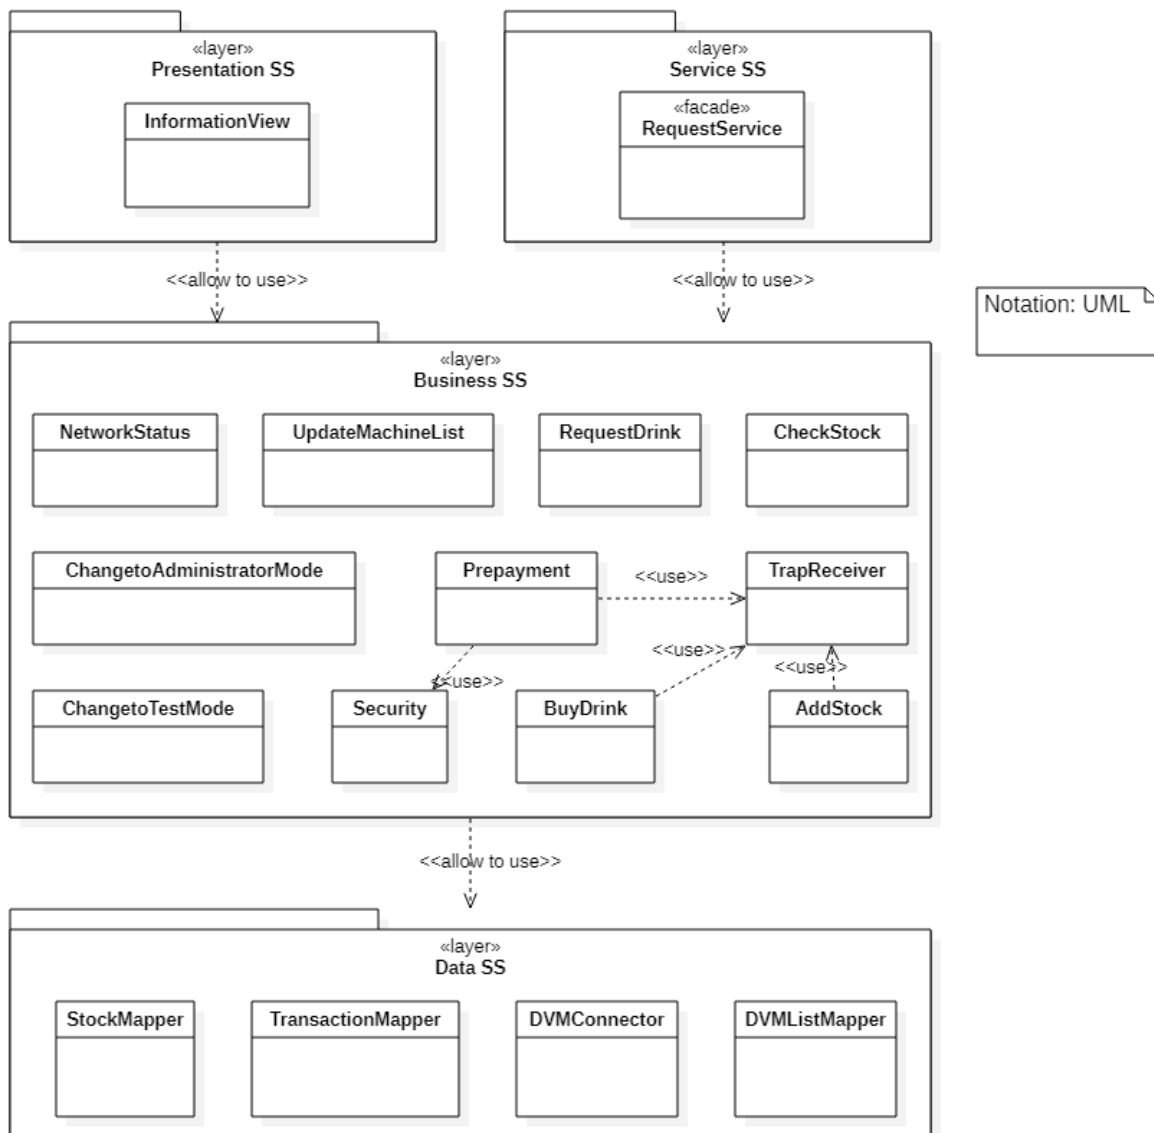 «layer»
Presentation SS
InformationView
«layer»
Service SS
«facade»
RequestService
<<allow to use>>
<<allow to use>>
Notation: UML
«layer»
Business SS
NetworkStatus
UpdateMachineList
RequestDrink
CheckStock
ChangetoAdministratorMode
Prepayment
<<use>>
TrapReceiver
<<use>>
<<use>>
<<use>>
ChangetoTestMode
Security
BuyDrink
AddStock
<<allow to use>>
«layer»
Data SS
StockMapper
TransactionMapper
DVMConnector
DVMListMapper